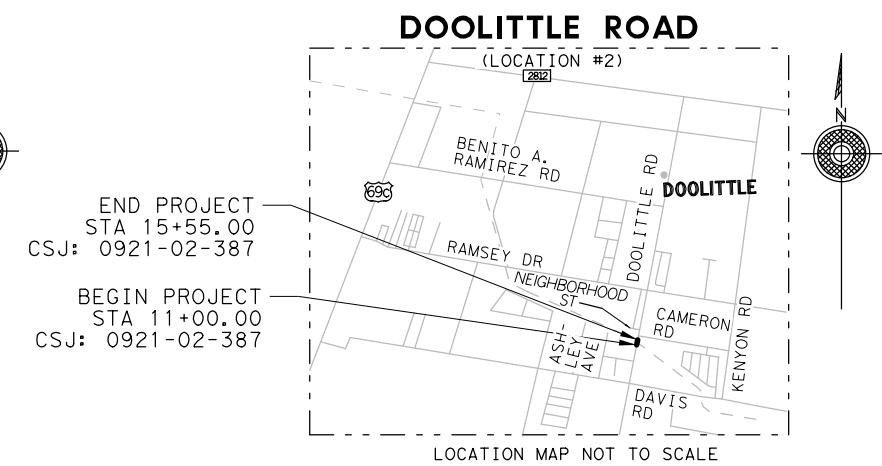 DOOLITTLE ROAD
(LOCATION #2)
2812
N
BENITO A.
RAMIREZ RD
DOOLITTLE RD
DOOLITTLE
69C
END PROJECT
STA 15+55.00
CSJ: 0921-02-387
RAMSEY DR
NEIGHBORHOOD
ST
BEGIN PROJECT
STA 11+00.00
CSJ: 0921-02-387
CAMERON
RD
KENYON RD
ASH-
LEY
AVE
DAVIS
RD
LOCATION MAP NOT TO SCALE